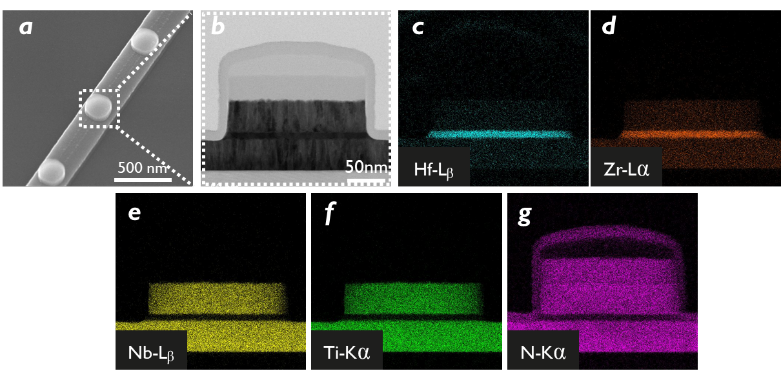 a
b
c
d
500 nm
50nm
Hf-Lβ
Zr-Lα
e
f
g
Nb-Lβ
Ti-Kα
N-Kα